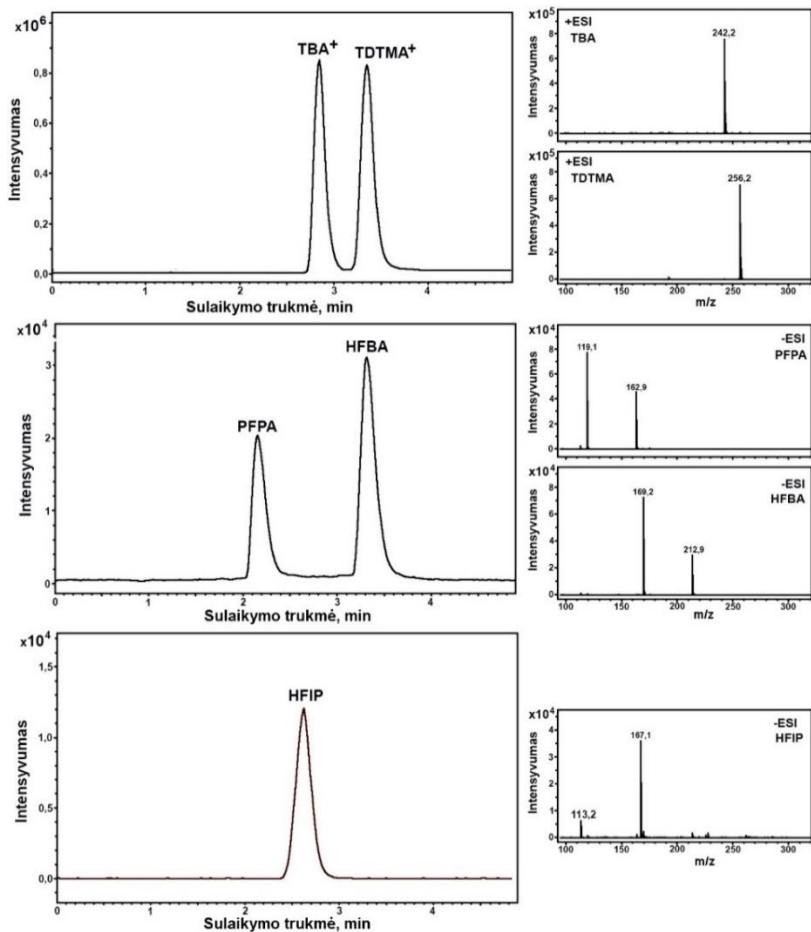 x10⁶
Intensyvumas
0,8
0,6
0,4
0,2
0,0
TBA⁺
TDTMA⁺
0
1
2
3
4
Sulaikymo trukmė, min
x10⁵
Intensyvumas
8
6
4
2
0
+ESI
TBA
242,2
x10⁵
Intensyvumas
8
6
4
2
0
+ESI
TDTMA
256,2
100
150
200
250
300
m/z
x10⁴
Intensyvumas
3
2
1
0
PFPA
HFBA
0
1
2
3
4
Sulaikymo trukmė, min
x10⁴
Intensyvumas
8
6
4
2
0
119,1
162,9
-ESI
PFPA
x10⁴
Intensyvumas
8
6
4
2
0
169,2
212,9
-ESI
HFBA
100
150
200
250
300
m/z
x10⁴
Intensyvumas
1,5
1,0
0,5
0,0
HFIP
0
1
2
3
4
Sulaikymo trukmė, min
x10⁴
Intensyvumas
4
3
2
1
0
113,2
167,1
-ESI
HFIP
100
150
200
250
300
m/z